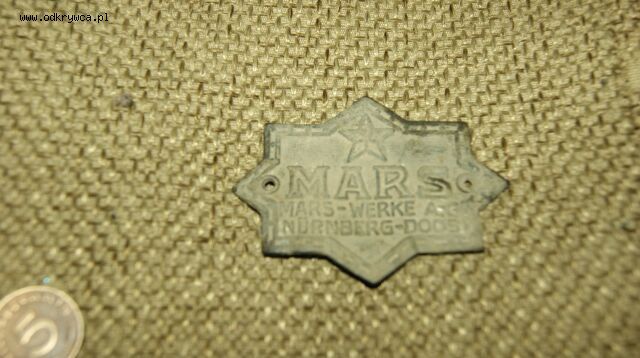 www.odkrywca.pl
MARS
MARS-WERKE A.G.
NÜRNBERG-DOOS
5